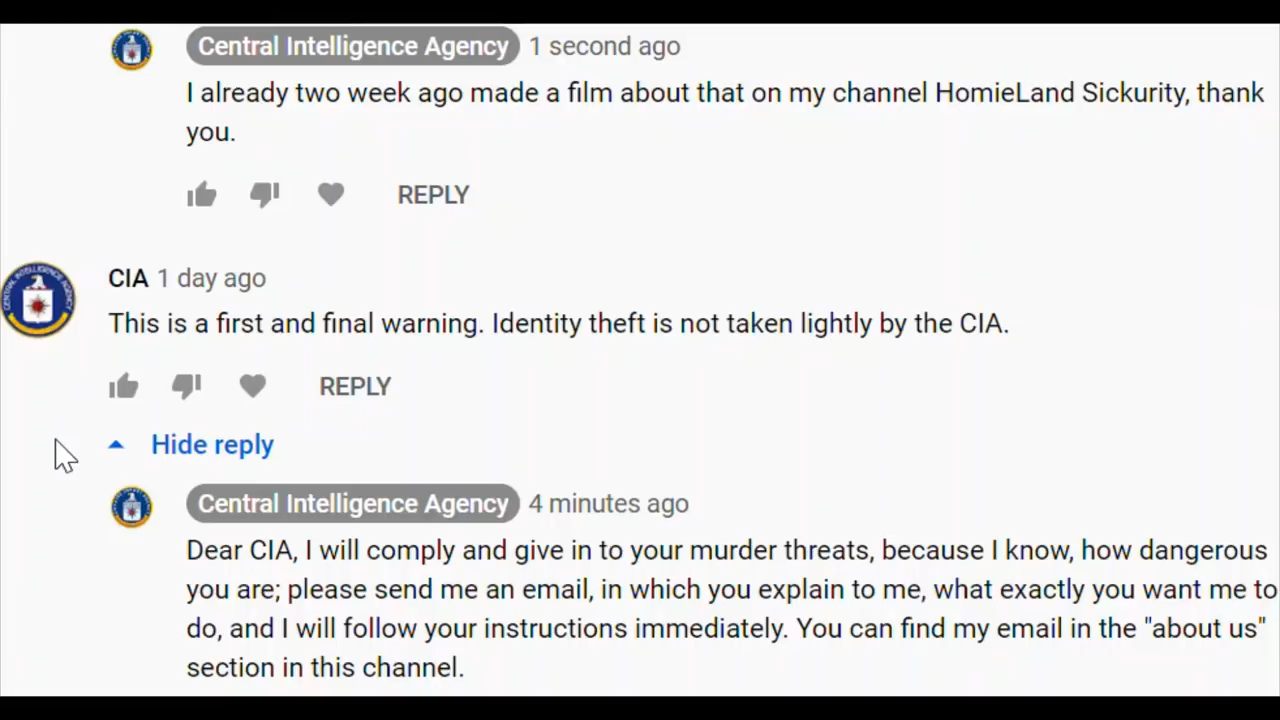 Central Intelligence Agency 1 second ago
I already two week ago made a film about that on my channel HomieLand Sickurity, thank
you.
REPLY
CIA 1 day ago
This is a first and final warning. Identity theft is not taken lightly by the CIA.
REPLY
Hide reply
Central Intelligence Agency 4 minutes ago
Dear CIA, I will comply and give in to your murder threats, because I know, how dangerous
you are; please send me an email, in which you explain to me, what exactly you want me to
do, and I will follow your instructions immediately. You can find my email in the "about us"
section in this channel.